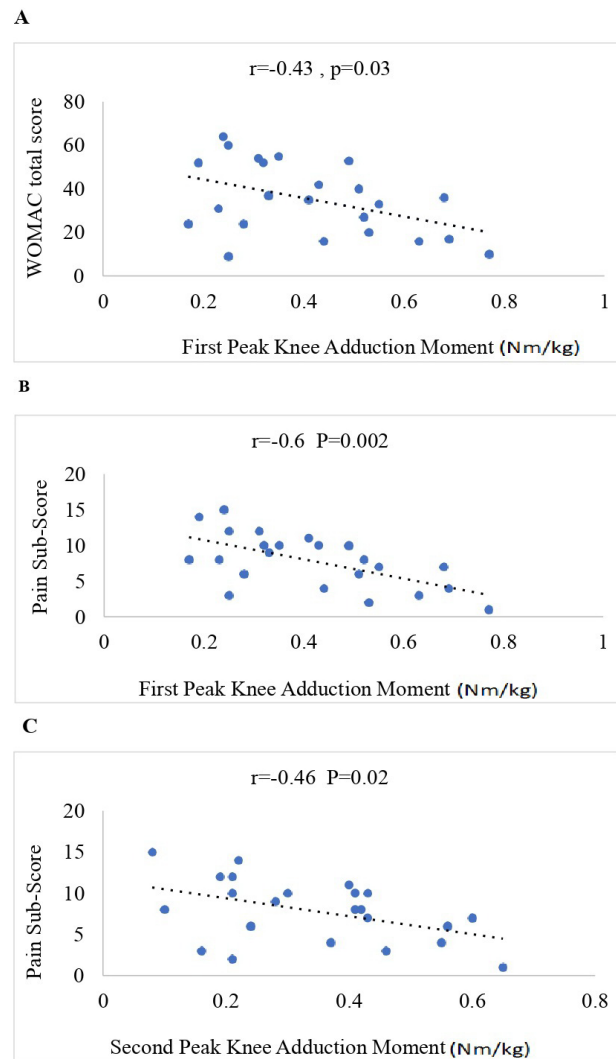 A
r=-0.43 , p=0.03
80
60
40
20
0
WOMAC total score
0 0.2 0.4 0.6 0.8 1
First Peak Knee Adduction Moment (Nm/kg)
B
r=-0.6 P=0.002
20
15
10
5
0
Pain Sub-Score
0 0.2 0.4 0.6 0.8 1
First Peak Knee Adduction Moment (Nm/kg)
C
r=-0.46 P=0.02
20
15
10
5
0
Pain Sub-Score
0 0.2 0.4 0.6 0.8
Second Peak Knee Adduction Moment (Nm/kg)